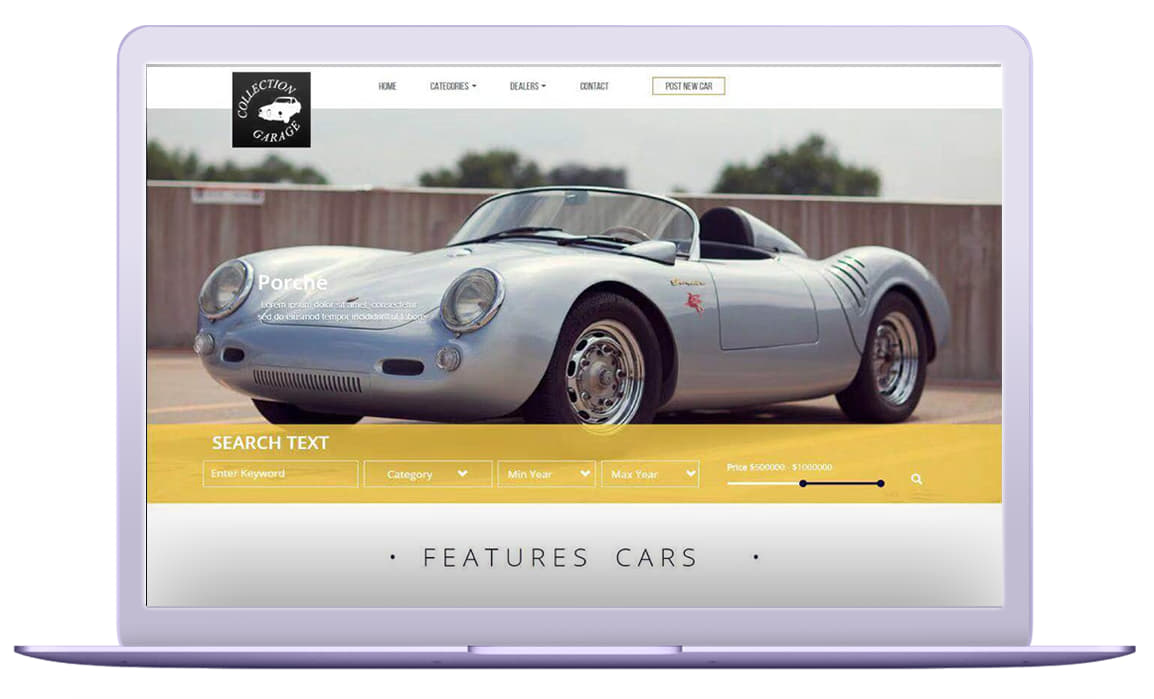 COLLECTION
GARAGE
HOME
CATEGORIES
DEALERS
CONTACT
POST NEW CAR
Porche
Lorem ipsum dolor sit amet, consectetur
sed do eiusmod tempor incididunt ut labore
SEARCH TEXT
Enter Keyword
Category
Min Year
Max Year
Price $500000 - $1000000
• FEATURES CARS •